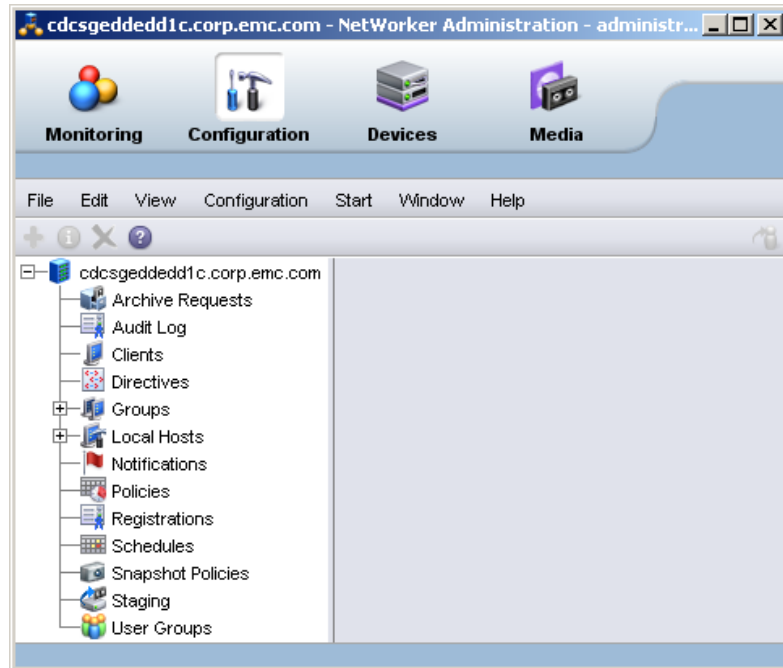 cdcsgeddedd1c.corp.emc.com - NetWorker Administration - administr...
Monitoring Configuration Devices Media
File Edit View Configuration Start Window Help
cdcsgeddedd1c.corp.emc.com
Archive Requests
Audit Log
Clients
Directives
Groups
Local Hosts
Notifications
Policies
Registrations
Schedules
Snapshot Policies
Staging
User Groups